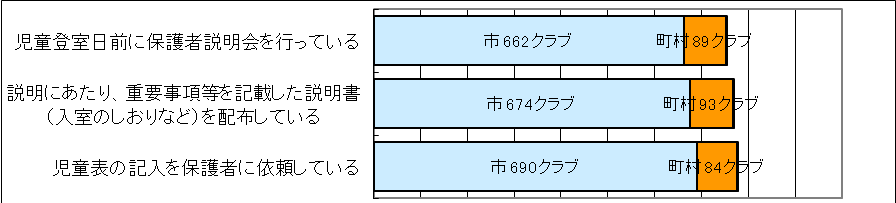 児童登室日前に保護者説明会を行っている
市662クラブ
町村89クラブ
説明にあたり、重要事項等を記載した説明書
（入室のしおりなど）を配布している
市674クラブ
町村93クラブ
児童表の記入を保護者に依頼している
市690クラブ
町村84クラブ